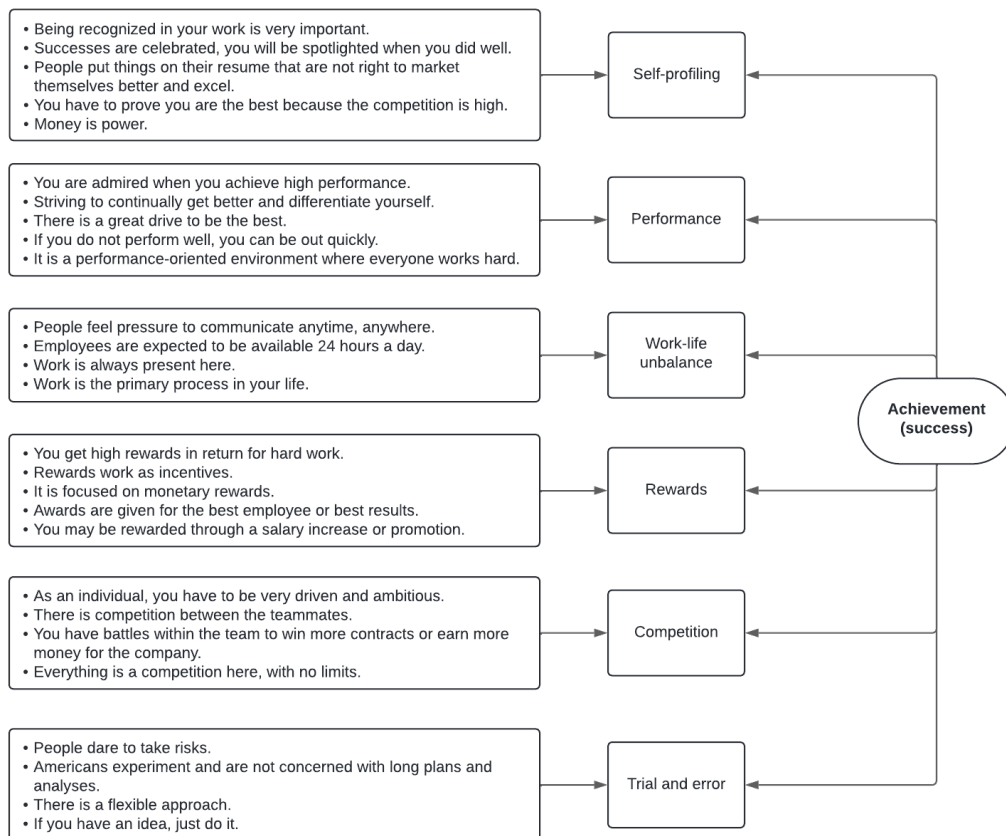 • Being recognized in your work is very important.
• Successes are celebrated, you will be spotlighted when you did well.
• People put things on their resume that are not right to market
themselves better and excel.
• You have to prove you are the best because the competition is high.
• Money is power.
Self-profiling
• You are admired when you achieve high performance.
• Striving to continually get better and differentiate yourself.
• There is a great drive to be the best.
• If you do not perform well, you can be out quickly.
• It is a performance-oriented environment where everyone works hard.
Performance
• People feel pressure to communicate anytime, anywhere.
• Employees are expected to be available 24 hours a day.
• Work is always present here.
• Work is the primary process in your life.
Work-life
unbalance
Achievement
(success)
• You get high rewards in return for hard work.
• Rewards work as incentives.
• It is focused on monetary rewards.
• Awards are given for the best employee or best results.
• You may be rewarded through a salary increase or promotion.
Rewards
• As an individual, you have to be very driven and ambitious.
• There is competition between the teammates.
• You have battles within the team to win more contracts or earn more
money for the company.
• Everything is a competition here, with no limits.
Competition
• People dare to take risks.
• Americans experiment and are not concerned with long plans and
analyses.
• There is a flexible approach.
• If you have an idea, just do it.
Trial and error